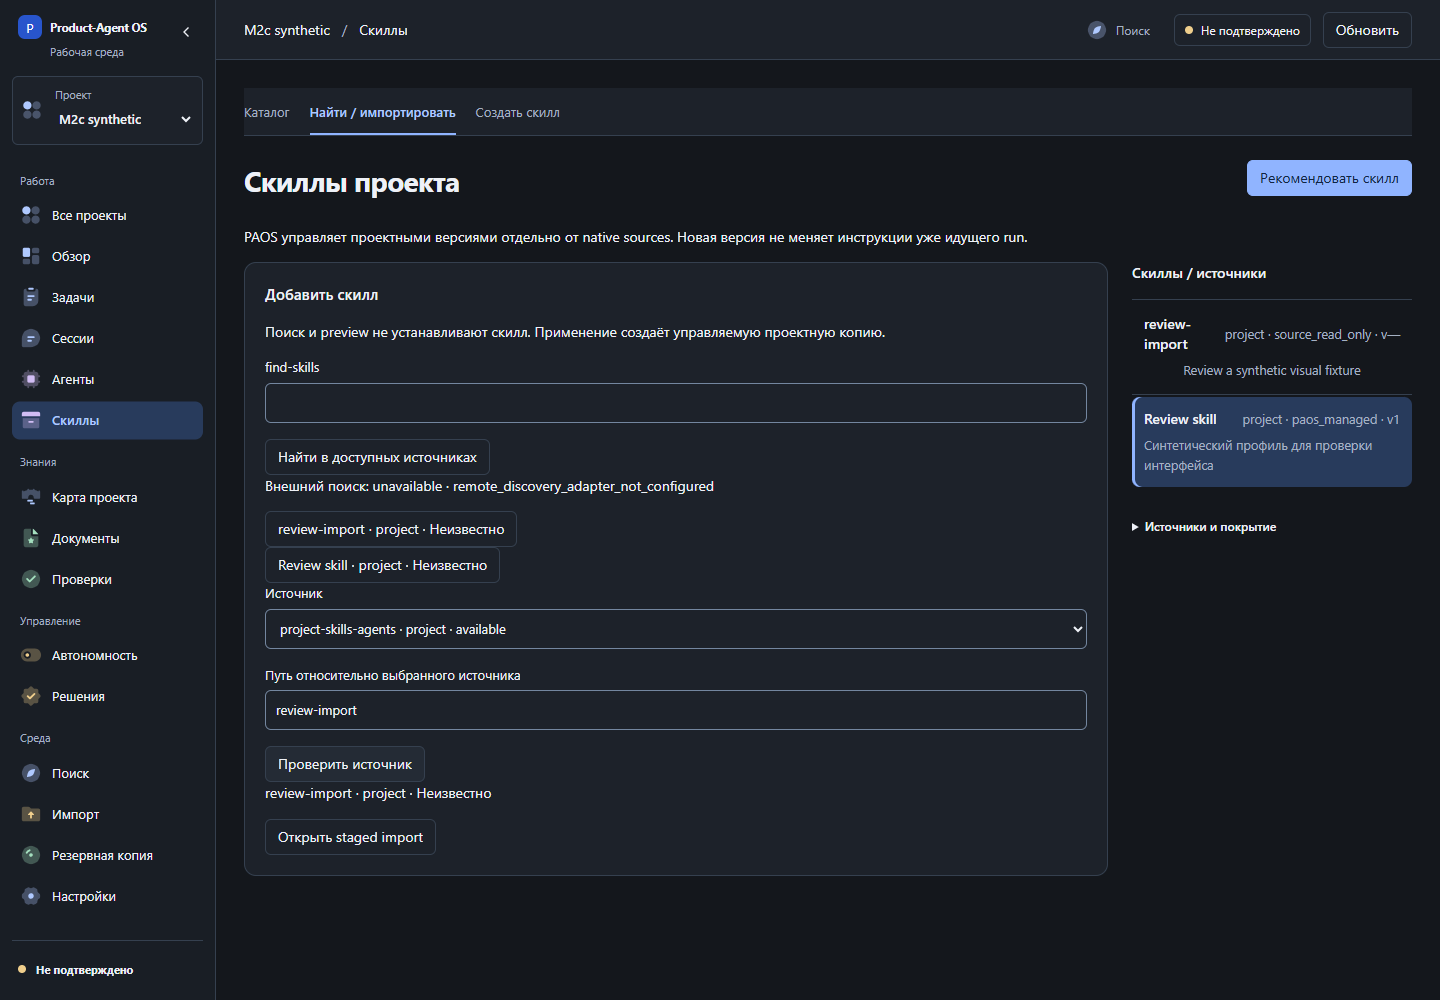 P
Product-Agent OS
Рабочая среда
Проект
M2c synthetic
Работа
Все проекты
Обзор
Задачи
Сессии
Агенты
Скиллы
Знания
Карта проекта
Документы
Проверки
Управление
Автономность
Решения
Среда
Поиск
Импорт
Резервная копия
Настройки
Не подтверждено
M2c synthetic / Скиллы
Поиск
Не подтверждено
Обновить
Каталог
Найти / импортировать
Создать скилл
Скиллы проекта
Рекомендовать скилл
PAOS управляет проектными версиями отдельно от native sources. Новая версия не меняет инструкции уже идущего run.
Добавить скилл
Поиск и preview не устанавливают скилл. Применение создаёт управляемую проектную копию.
find-skills
Найти в доступных источниках
Внешний поиск: unavailable · remote_discovery_adapter_not_configured
review-import · project · Неизвестно
Review skill · project · Неизвестно
Источник
project-skills-agents · project · available
Путь относительно выбранного источника
review-import
Проверить источник
review-import · project · Неизвестно
Открыть staged import
Скиллы / источники
review-
import
project · source_read_only · v—
Review a synthetic visual fixture
Review skill
project · paos_managed · v1
Синтетический профиль для проверки
интерфейса
Источники и покрытие